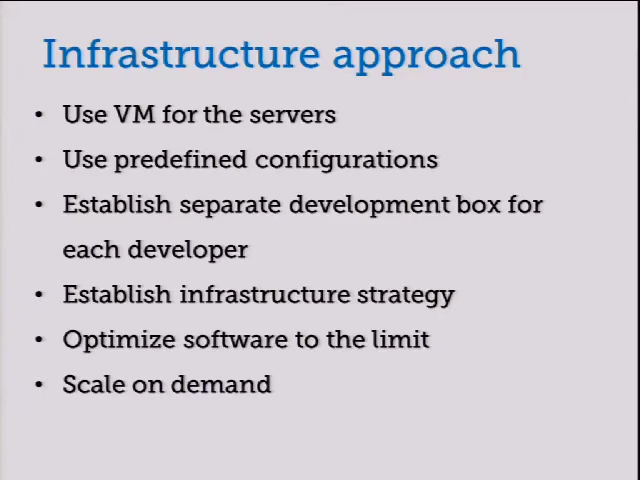 Infrastructure approach
• Use VM for the servers
• Use predefined configurations
• Establish separate development box for
each developer
• Establish infrastructure strategy
• Optimize software to the limit
• Scale on demand